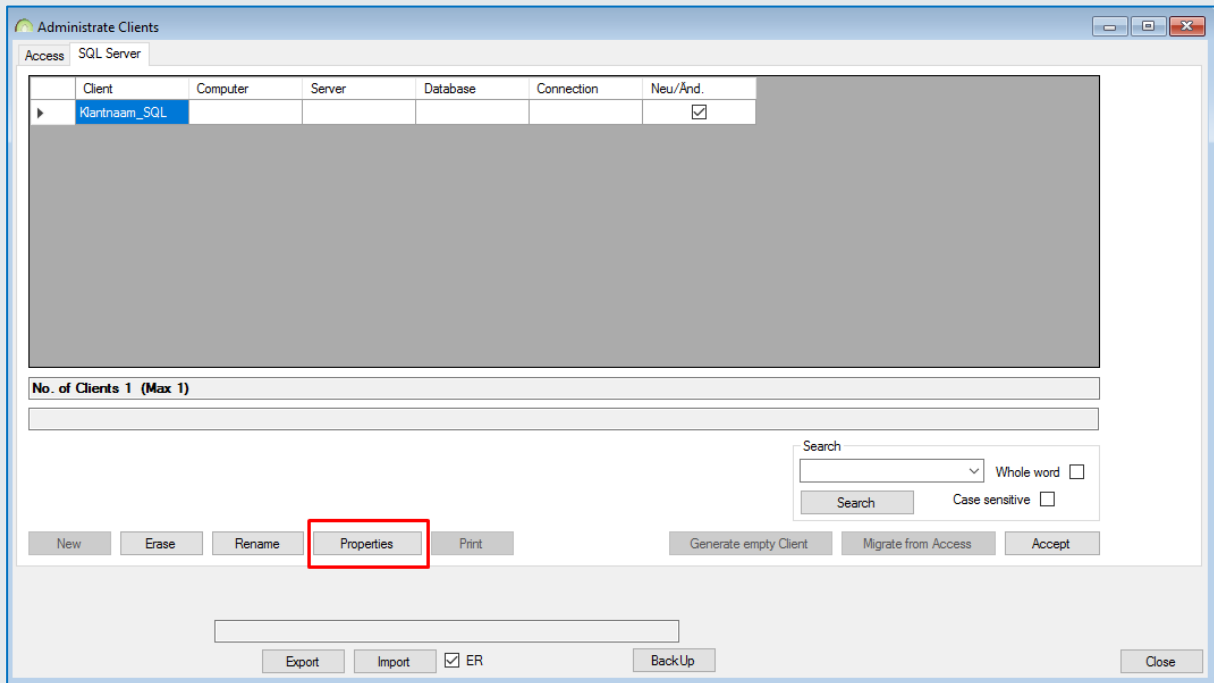 Administrate Clients
Access SQL Server
Client Computer Server Database Connection Neu/Änd.
Klantnaam_SQL
No. of Clients 1 (Max 1)
Search
Whole word
Search Case sensitive
New Erase Rename Properties Print Generate empty Client Migrate from Access Accept
Export Import ER BackUp Close